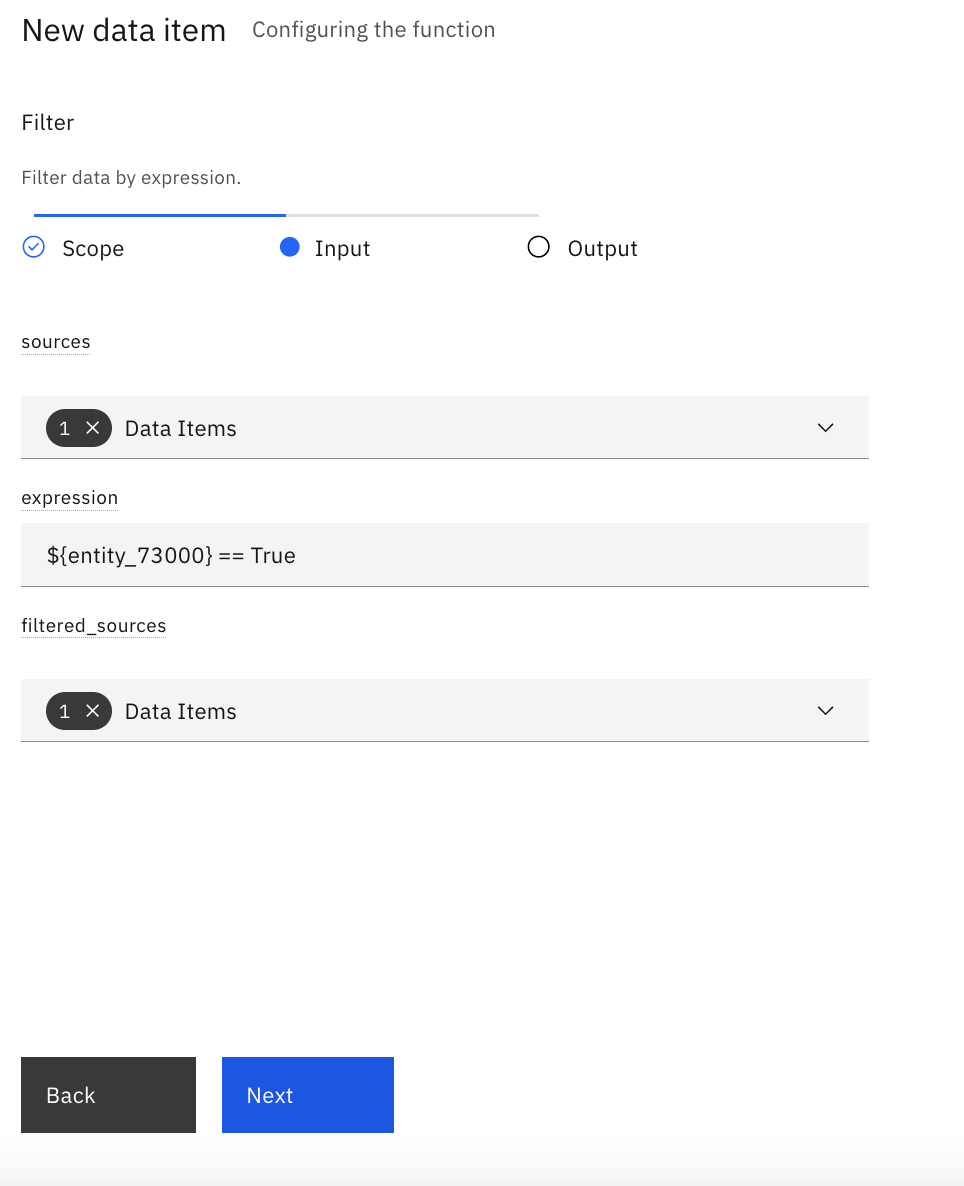 New data item Configuring the function
Filter
Filter data by expression.
Scope Input Output
sources
1 Data Items
expression
${entity_73000} == True
filtered_sources
1 Data Items
Back Next